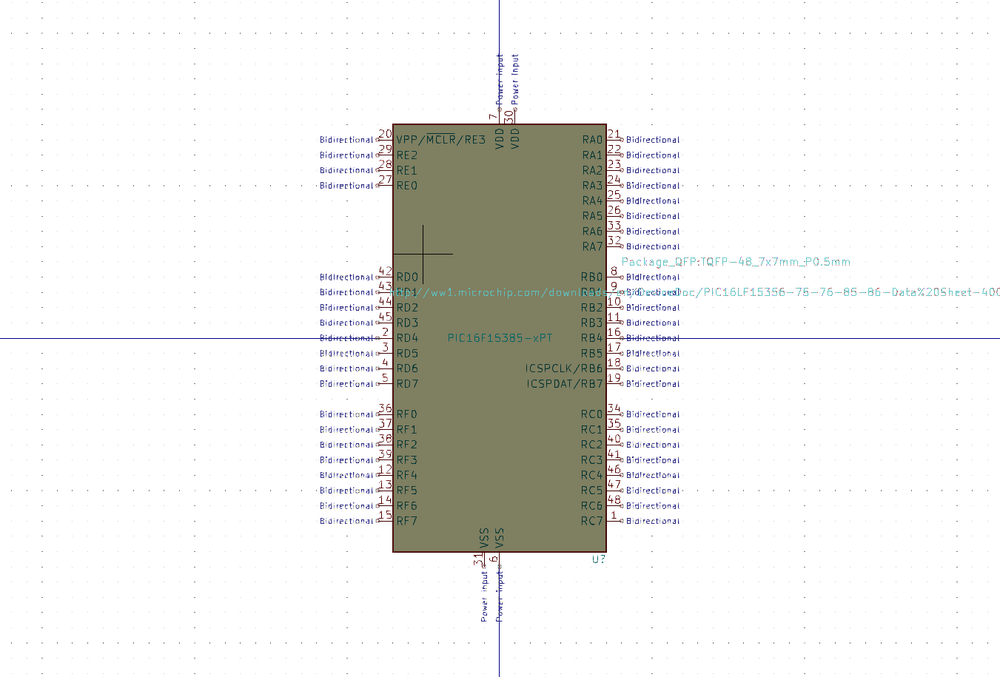 Power Input Power Input
7 30
VDD VDD
Bidirectional 20 VPP/MCLR/RE3 RA0 21 Bidirectional
Bidirectional 29 RE2 RA1 22 Bidirectional
Bidirectional 28 RE1 RA2 23 Bidirectional
Bidirectional 27 RE0 RA3 24 Bidirectional
RA4 25 Bidirectional
RA5 26 Bidirectional
RA6 33 Bidirectional
RA7 32 Bidirectional
Package_QFP:TQFP-48_7x7mm_P0.5mm
Bidirectional 42 RD0 RB0 8 Bidirectional
Bidirectional 43 RD1 RB1 9 Bidirectional
http://ww1.microchip.com/downloads/en/DeviceDoc/PIC16LF15356-75-76-85-86-Data%20Sheet-400
Bidirectional 44 RD2 RB2 10 Bidirectional
Bidirectional 45 RD3 RB3 11 Bidirectional
Bidirectional 2 RD4 PIC16F15385-xPT RB4 16 Bidirectional
Bidirectional 3 RD5 RB5 17 Bidirectional
Bidirectional 4 RD6 ICSPCLK/RB6 18 Bidirectional
Bidirectional 5 RD7 ICSPDAT/RB7 19 Bidirectional
Bidirectional 36 RF0 RC0 34 Bidirectional
Bidirectional 37 RF1 RC1 35 Bidirectional
Bidirectional 38 RF2 RC2 40 Bidirectional
Bidirectional 39 RF3 RC3 41 Bidirectional
Bidirectional 12 RF4 RC4 46 Bidirectional
Bidirectional 13 RF5 RC5 47 Bidirectional
Bidirectional 14 RF6 RC6 48 Bidirectional
Bidirectional 15 RF7 RC7 1 Bidirectional
VSS VSS
31 6
U?
Power Input Power Input